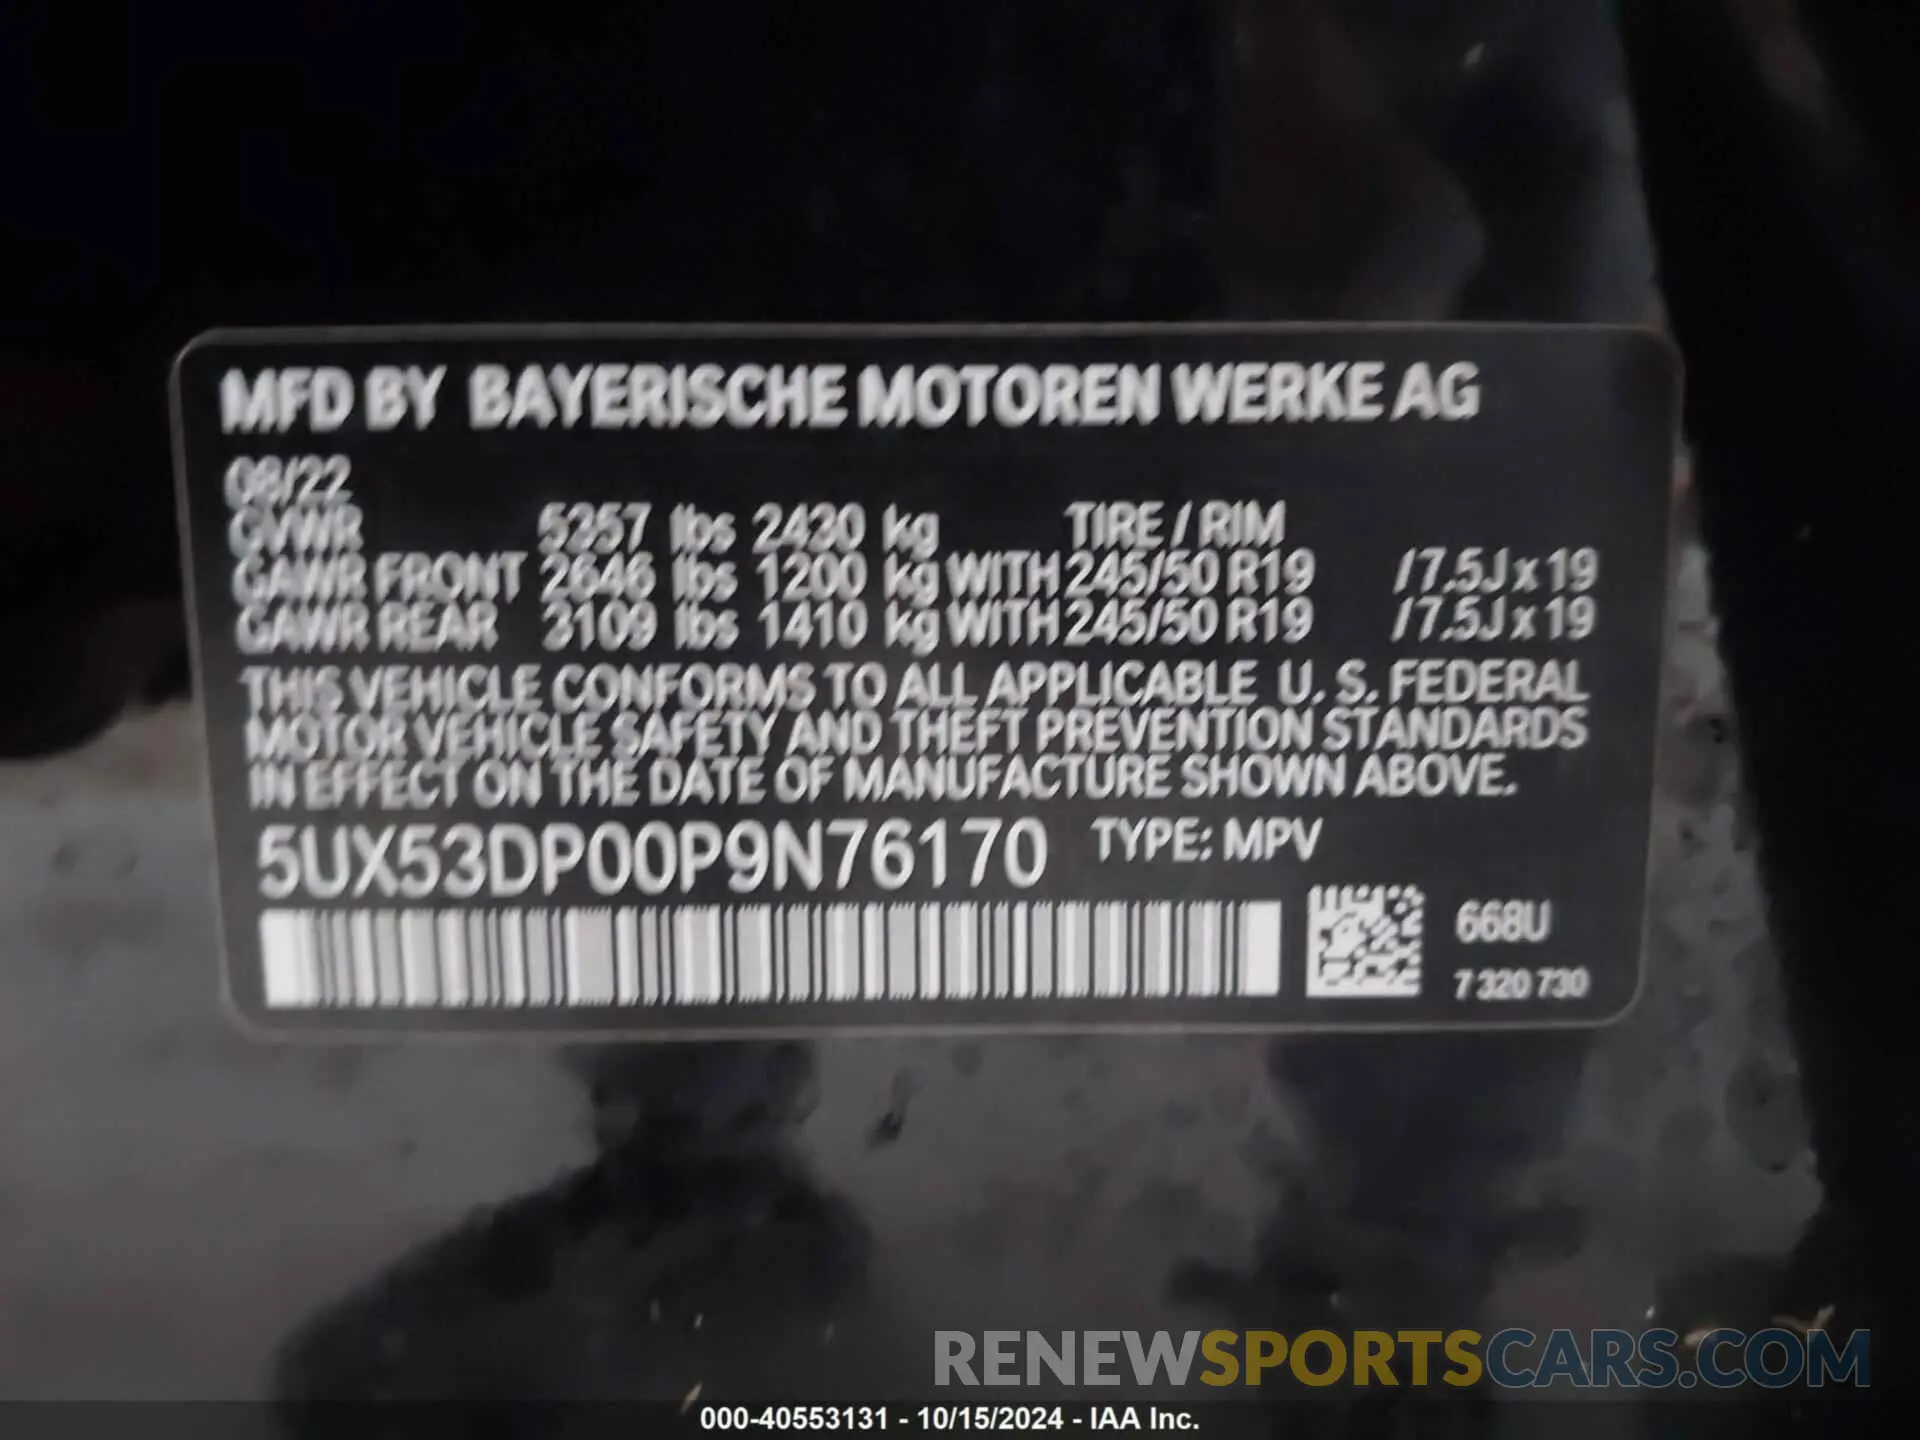 MFD BY BAYERISCHE MOTOREN WERKE AG
08/22
GVWR 5357 lbs 2430 kg TIRE / RIM
GAWR FRONT 2646 lbs 1200 kg WITH 245/50 R19 /7.5J x 19
GAWR REAR 3109 lbs 1410 kg WITH 245/50 R19 /7.5J x 19
THIS VEHICLE CONFORMS TO ALL APPLICABLE U.S. FEDERAL
MOTOR VEHICLE SAFETY AND THEFT PREVENTION STANDARDS
IN EFFECT ON THE DATE OF MANUFACTURE SHOWN ABOVE.
5UX53DP00P9N76170 TYPE: MPV
668U
7 320 730
RENEWSPORTSCARS.COM
000-40553131 - 10/15/2024 - IAA Inc.